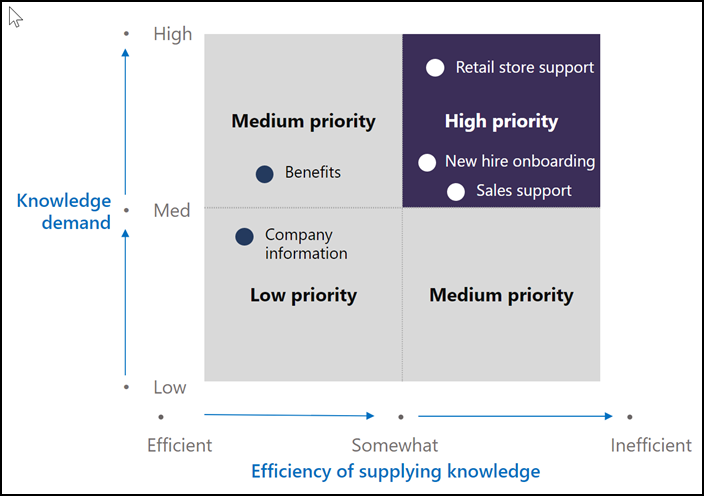 High
Retail store support
Medium priority
High priority
New hire onboarding
Benefits
Sales support
Knowledge
demand
Med
Company
information
Low priority
Medium priority
Low
Efficient
Somewhat
Inefficient
Efficiency of supplying knowledge